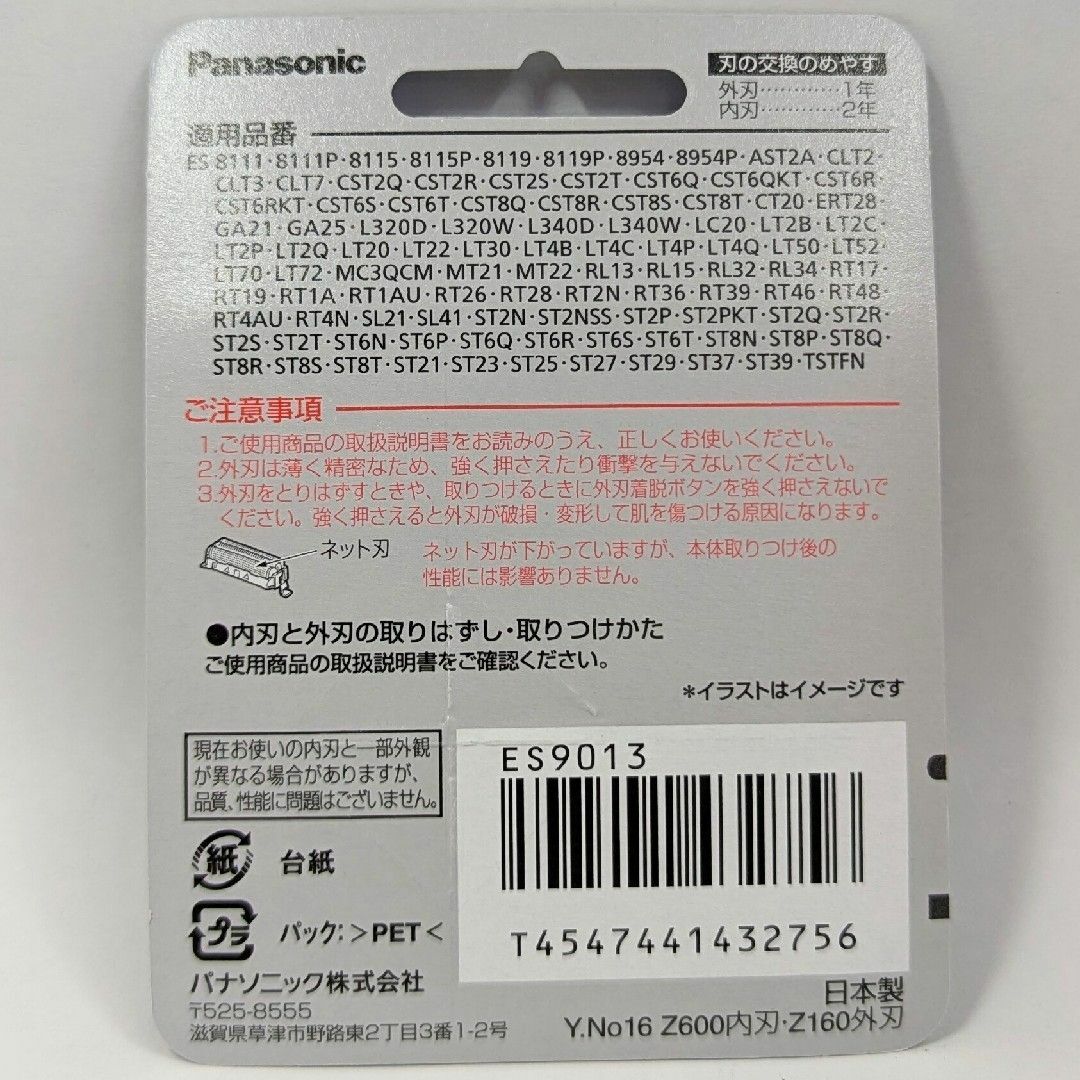 Panasonic
刃の交換のめやす
外刃…………1年
内刃…………2年
適用品番
ES 8111・8111P・8115・8115P・8119・8119P・8954・8954P・AST2A・CLT2・
CLT3・CLT7・CST2Q・CST2R・CST2S・CST2T・CST6Q・CST6QKT・CST6R・
CST6RKT・CST6S・CST6T・CST8Q・CST8R・CST8S・CST8T・CT20・ERT28・
GA21・GA25・L320D・L320W・L340D・L340W・LC20・LT2B・LT2C・
LT2P・LT2Q・LT20・LT22・LT30・LT4B・LT4C・LT4P・LT4Q・LT50・LT52・
LT70・LT72・MC3QCM・MT21・MT22・RL13・RL15・RL32・RL34・RT17・
RT19・RT1A・RT1AU・RT26・RT28・RT2N・RT36・RT39・RT46・RT48・
RT4AU・RT4N・SL21・SL41・ST2N・ST2NSS・ST2P・ST2PKT・ST2Q・ST2R・
ST2S・ST2T・ST6N・ST6P・ST6Q・ST6R・ST6S・ST6T・ST8N・ST8P・ST8Q・
ST8R・ST8S・ST8T・ST21・ST23・ST25・ST27・ST29・ST37・ST39・TSTFN
ご注意事項
1.ご使用商品の取扱説明書をお読みのうえ、正しくお使いください。
2.外刃は薄く精密なため、強く押さえたり衝撃を与えないでください。
3.外刃をとりはずすときや、取りつけるときに外刃着脱ボタンを強く押さえないで
ください。強く押さえると外刃が破損・変形して肌を傷つける原因になります。
ネット刃
ネット刃が下がっていますが、本体取りつけ後の
性能には影響ありません。
●内刃と外刃の取りはずし・取りつけかた
ご使用商品の取扱説明書をご確認ください。
*イラストはイメージです
現在お使いの内刃と一部外観
が異なる場合がありますが、
品質、性能に問題はございません。
ES9013
T4547441432756
紙 台紙
プラ パック:>PET<
パナソニック株式会社
〒525-8555
滋賀県草津市野路東2丁目3番1-2号
日本製
Y.No16 Z600内刃・Z160外刃